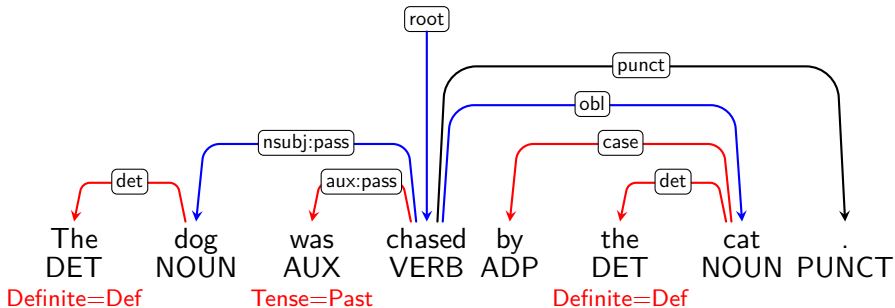 root
punct
obl
nsubj:pass case
det aux:pass det
The dog was chased by the cat .
DET NOUN AUX VERB ADP DET NOUN PUNCT
Definite=Def Tense=Past Definite=Def